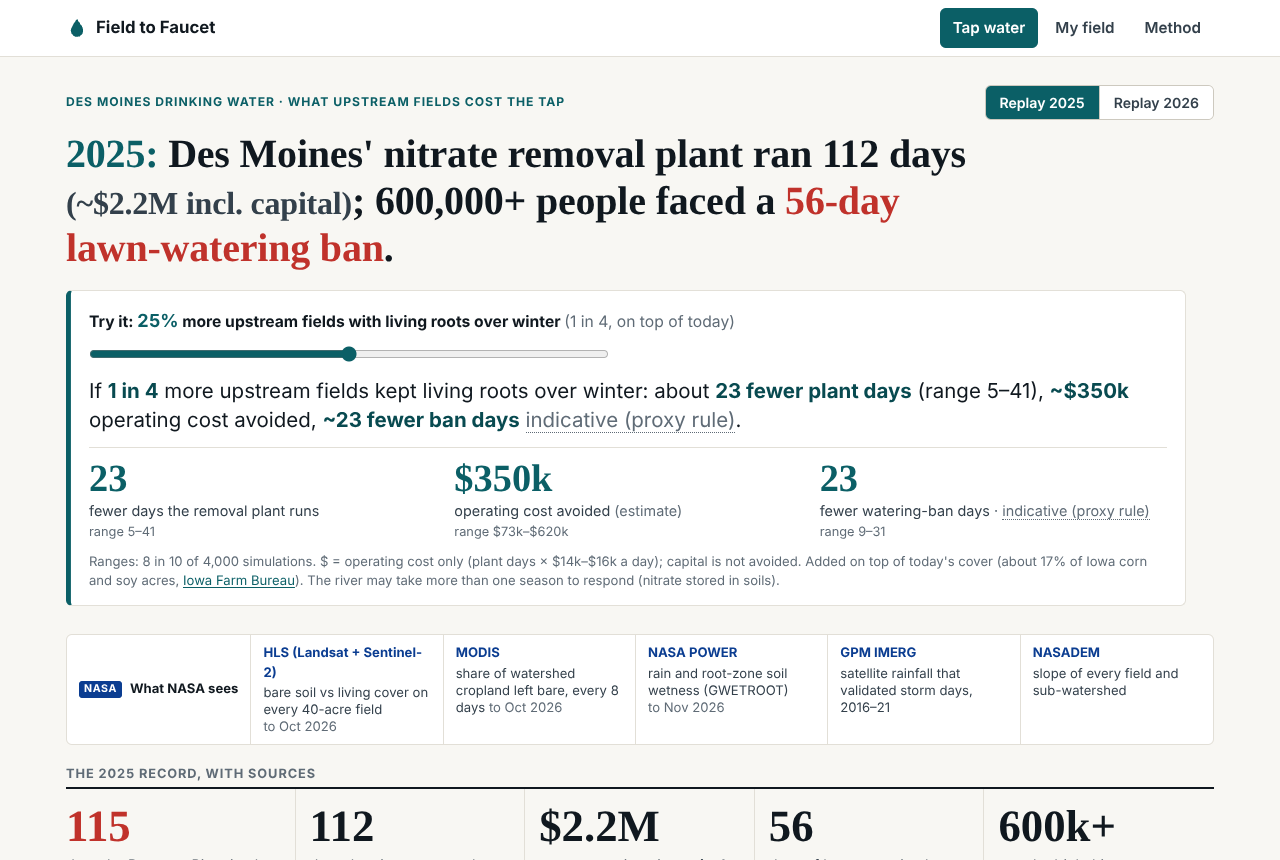 Field to Faucet
Tap water
My field
Method
DES MOINES DRINKING WATER · WHAT UPSTREAM FIELDS COST THE TAP
Replay 2025
Replay 2026
2025: Des Moines' nitrate removal plant ran 112 days
(~$2.2M incl. capital); 600,000+ people faced a 56-day
lawn-watering ban.
Try it: 25% more upstream fields with living roots over winter (1 in 4, on top of today)
If 1 in 4 more upstream fields kept living roots over winter: about 23 fewer plant days (range 5–41), ~$350k
operating cost avoided, ~23 fewer ban days indicative (proxy rule).
23
fewer days the removal plant runs
range 5–41
$350k
operating cost avoided (estimate)
range $73k–$620k
23
fewer watering-ban days · indicative (proxy rule)
range 9–31
Ranges: 8 in 10 of 4,000 simulations. $ = operating cost only (plant days × $14k–$16k a day); capital is not avoided. Added on top of today's cover (about 17% of Iowa corn
and soy acres, Iowa Farm Bureau). The river may take more than one season to respond (nitrate stored in soils).
NASA What NASA sees
HLS (Landsat + Sentinel-
2)
bare soil vs living cover on
every 40-acre field
to Oct 2026
MODIS
share of watershed
cropland left bare, every 8
days to Oct 2026
NASA POWER
rain and root-zone soil
wetness (GWETROOT)
to Nov 2026
GPM IMERG
satellite rainfall that
validated storm days,
2016–21
NASADEM
slope of every field and
sub-watershed
THE 2025 RECORD, WITH SOURCES
115
112
$2.2M
56
600k+